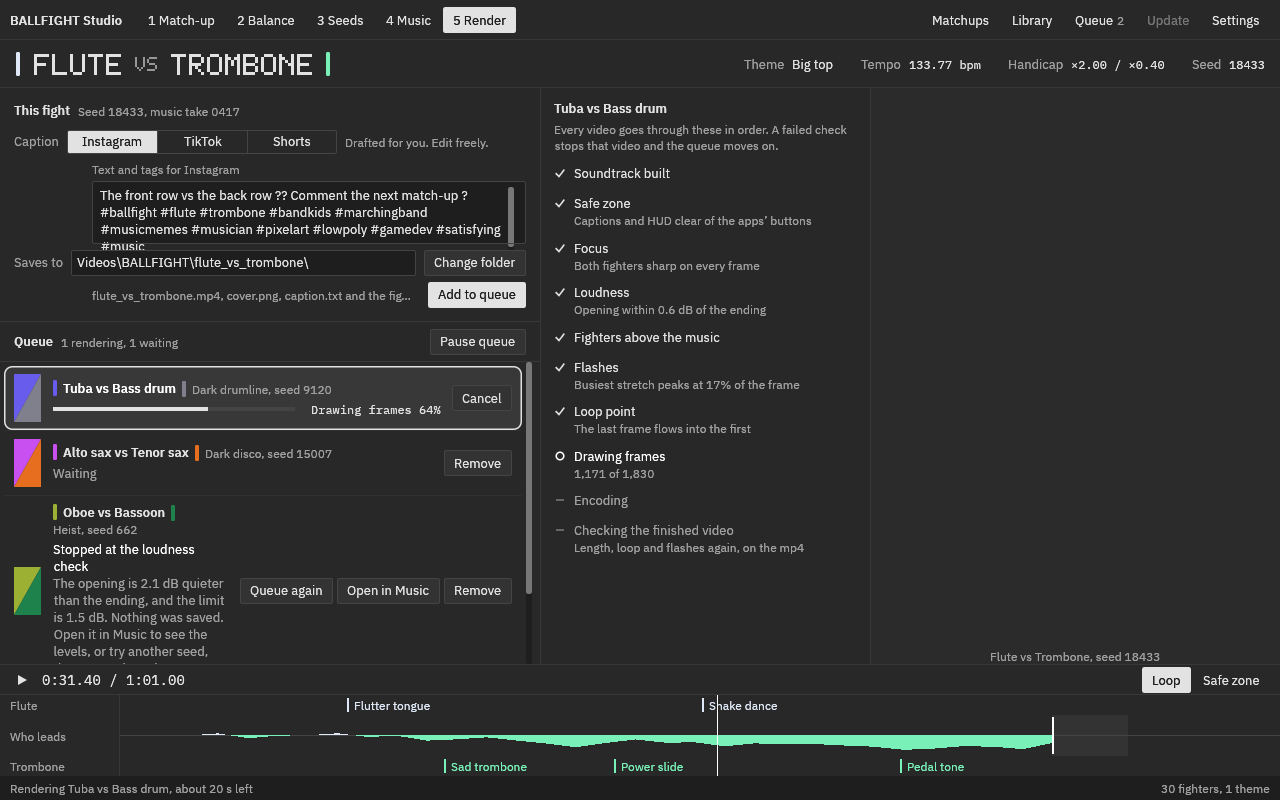 BALLFIGHT Studio 1 Match-up 2 Balance 3 Seeds 4 Music 5 Render Matchups Library Queue 2 Update Settings
FLUTE VS TROMBONE Theme Big top Tempo 133.77 bpm Handicap ×2.00 / ×0.40 Seed 18433
This fight Seed 18433, music take 0417
Caption Instagram TikTok Shorts Drafted for you. Edit freely.
Text and tags for Instagram
The front row vs the back row ?? Comment the next match-up ?
#ballfight #flute #trombone #bandkids #marchingband
#musicmemes #musician #pixelart #lowpoly #gamedev #satisfying
#music
Saves to Videos\BALLFIGHT\flute_vs_trombone\ Change folder
flute_vs_trombone.mp4, cover.png, caption.txt and the fig... Add to queue
Queue 1 rendering, 1 waiting Pause queue
Tuba vs Bass drum Dark drumline, seed 9120
Drawing frames 64% Cancel
Alto sax vs Tenor sax Dark disco, seed 15007
Waiting Remove
Oboe vs Bassoon
Heist, seed 662
Stopped at the loudness
check
The opening is 2.1 dB quieter
than the ending, and the limit
is 1.5 dB. Nothing was saved.
Open it in Music to see the
levels, or try another seed,
Queue again Open in Music Remove
Tuba vs Bass drum
Every video goes through these in order. A failed check
stops that video and the queue moves on.
Soundtrack built
Safe zone
Captions and HUD clear of the apps’ buttons
Focus
Both fighters sharp on every frame
Loudness
Opening within 0.6 dB of the ending
Fighters above the music
Flashes
Busiest stretch peaks at 17% of the frame
Loop point
The last frame flows into the first
Drawing frames
1,171 of 1,830
Encoding
Checking the finished video
Length, loop and flashes again, on the mp4
Flute vs Trombone, seed 18433
0:31.40 / 1:01.00 Loop Safe zone
Flute Flutter tongue Snake dance
Who leads
Trombone Sad trombone Power slide Pedal tone
Rendering Tuba vs Bass drum, about 20 s left 30 fighters, 1 theme